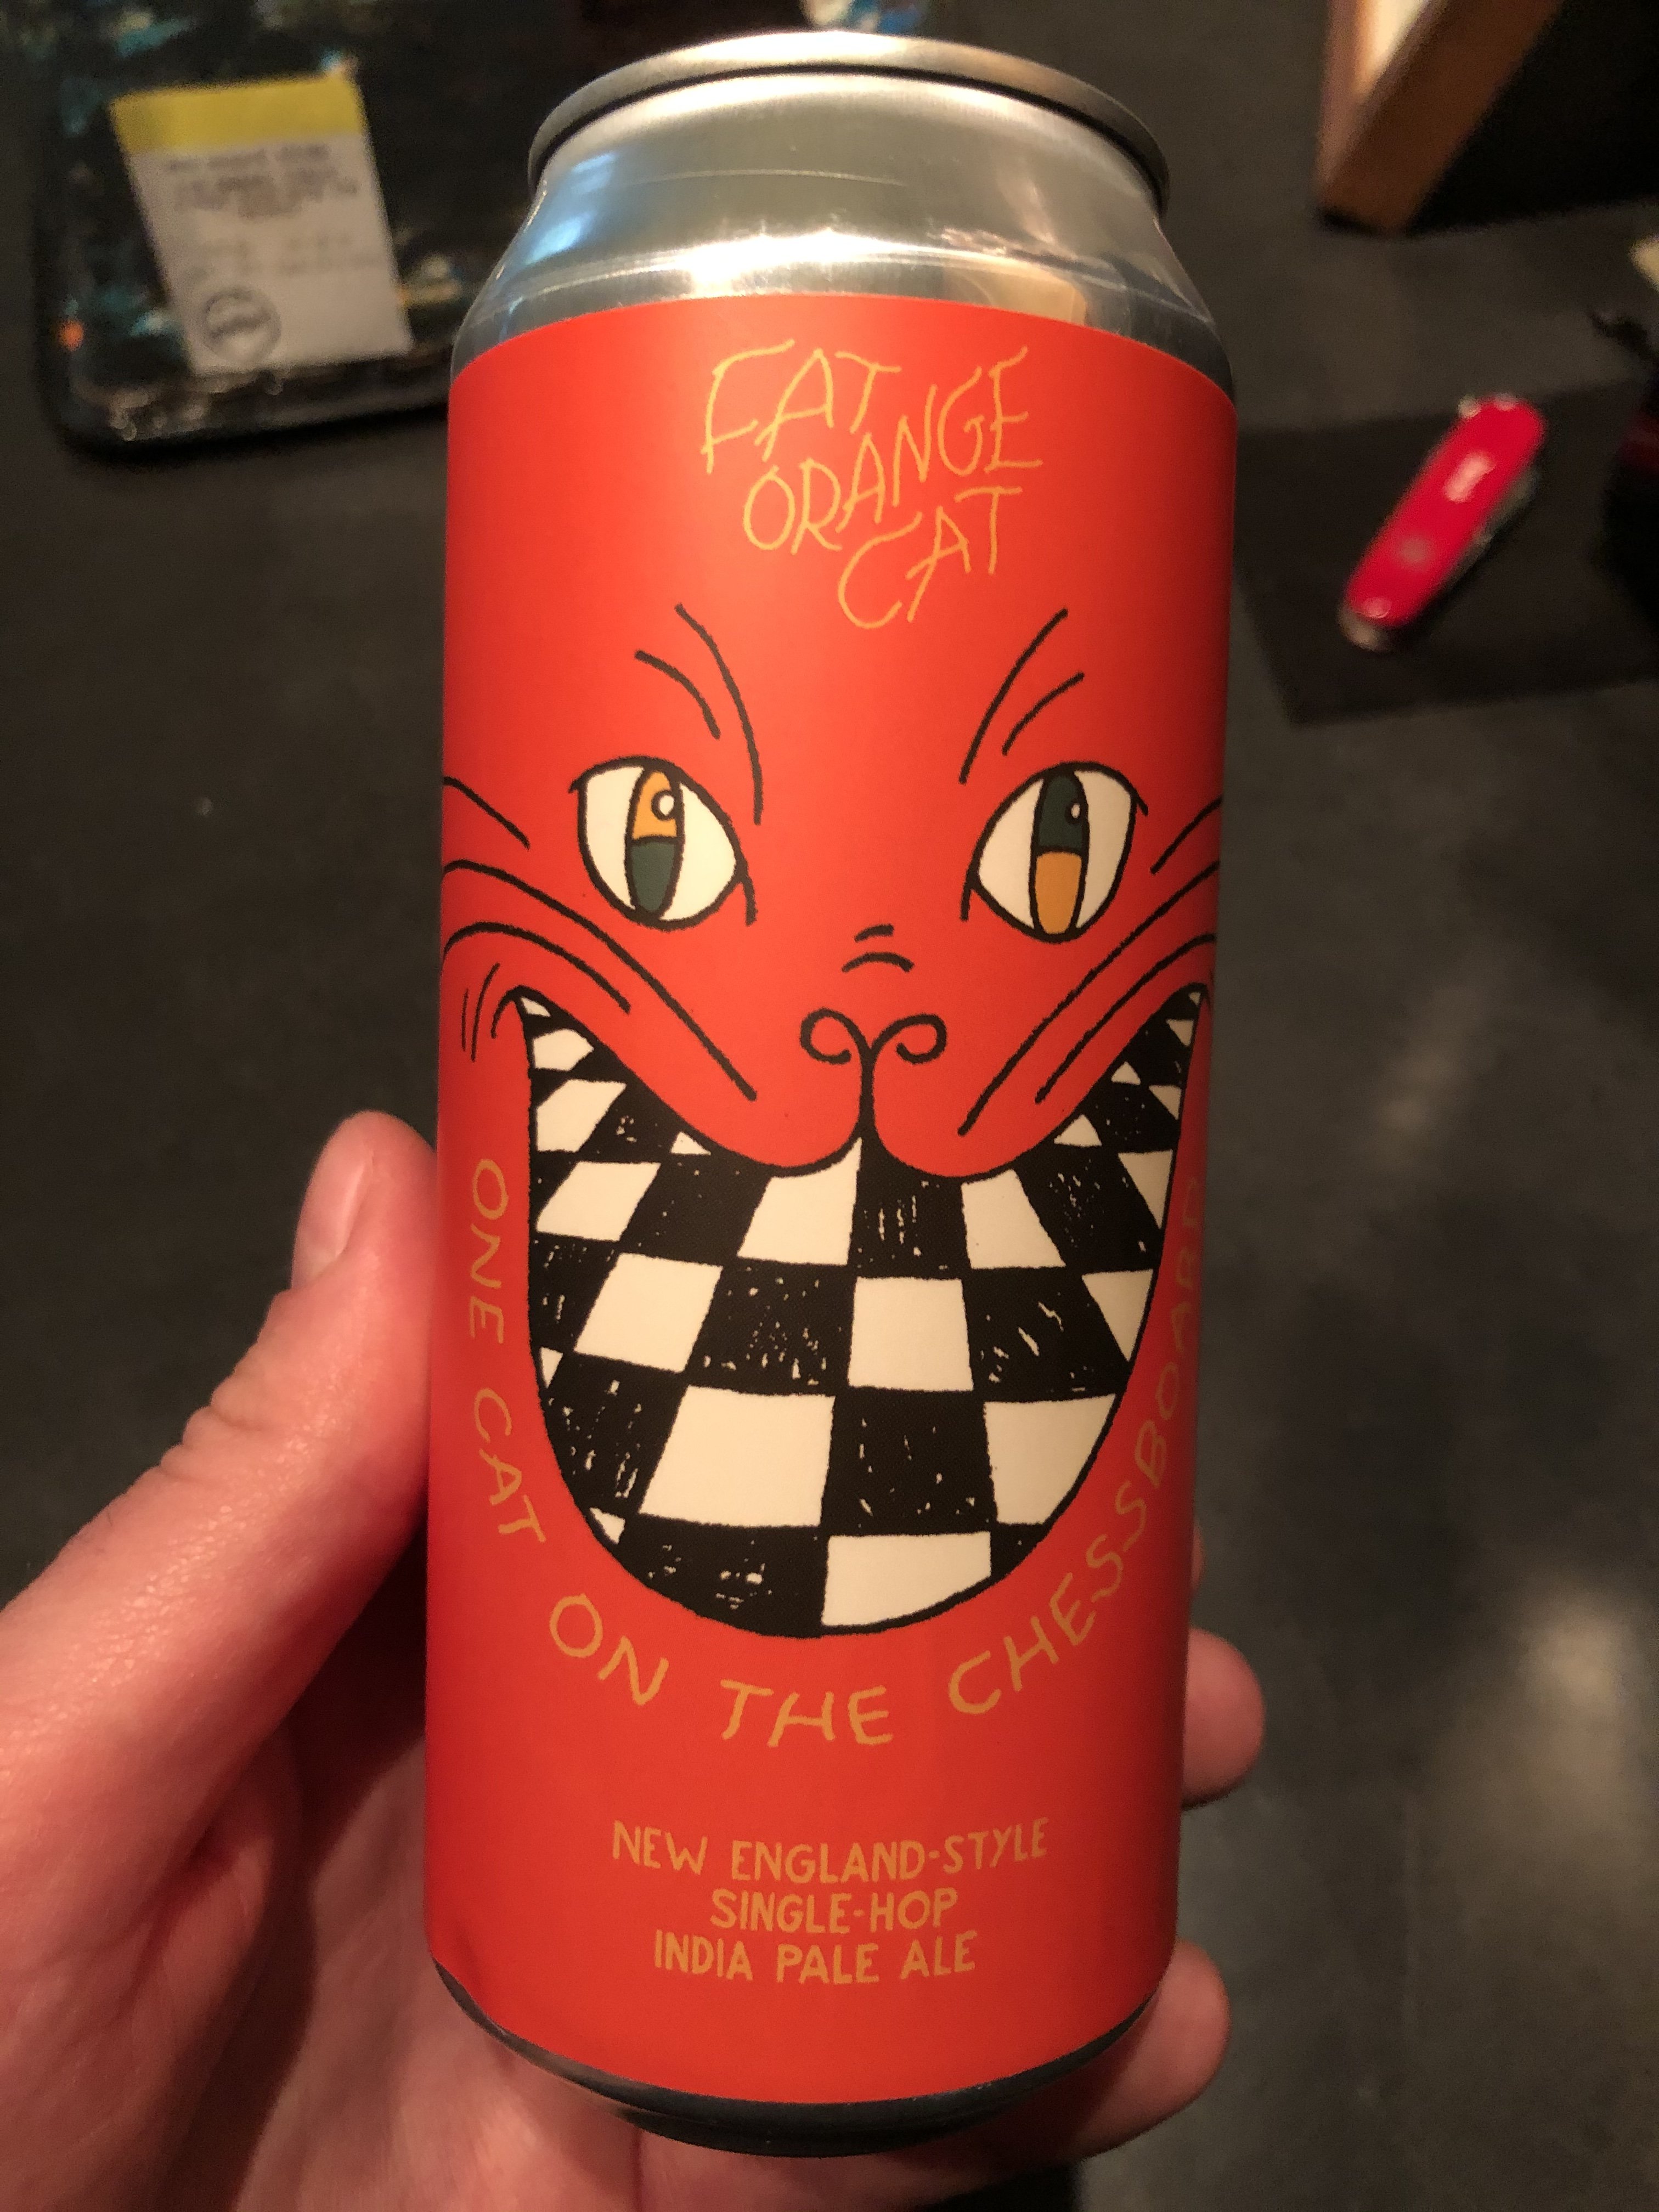 FAT
ORANGE
CAT
ONE CAT ON THE CHESSBOARD
NEW ENGLAND-STYLE
SINGLE-HOP
INDIA PALE ALE